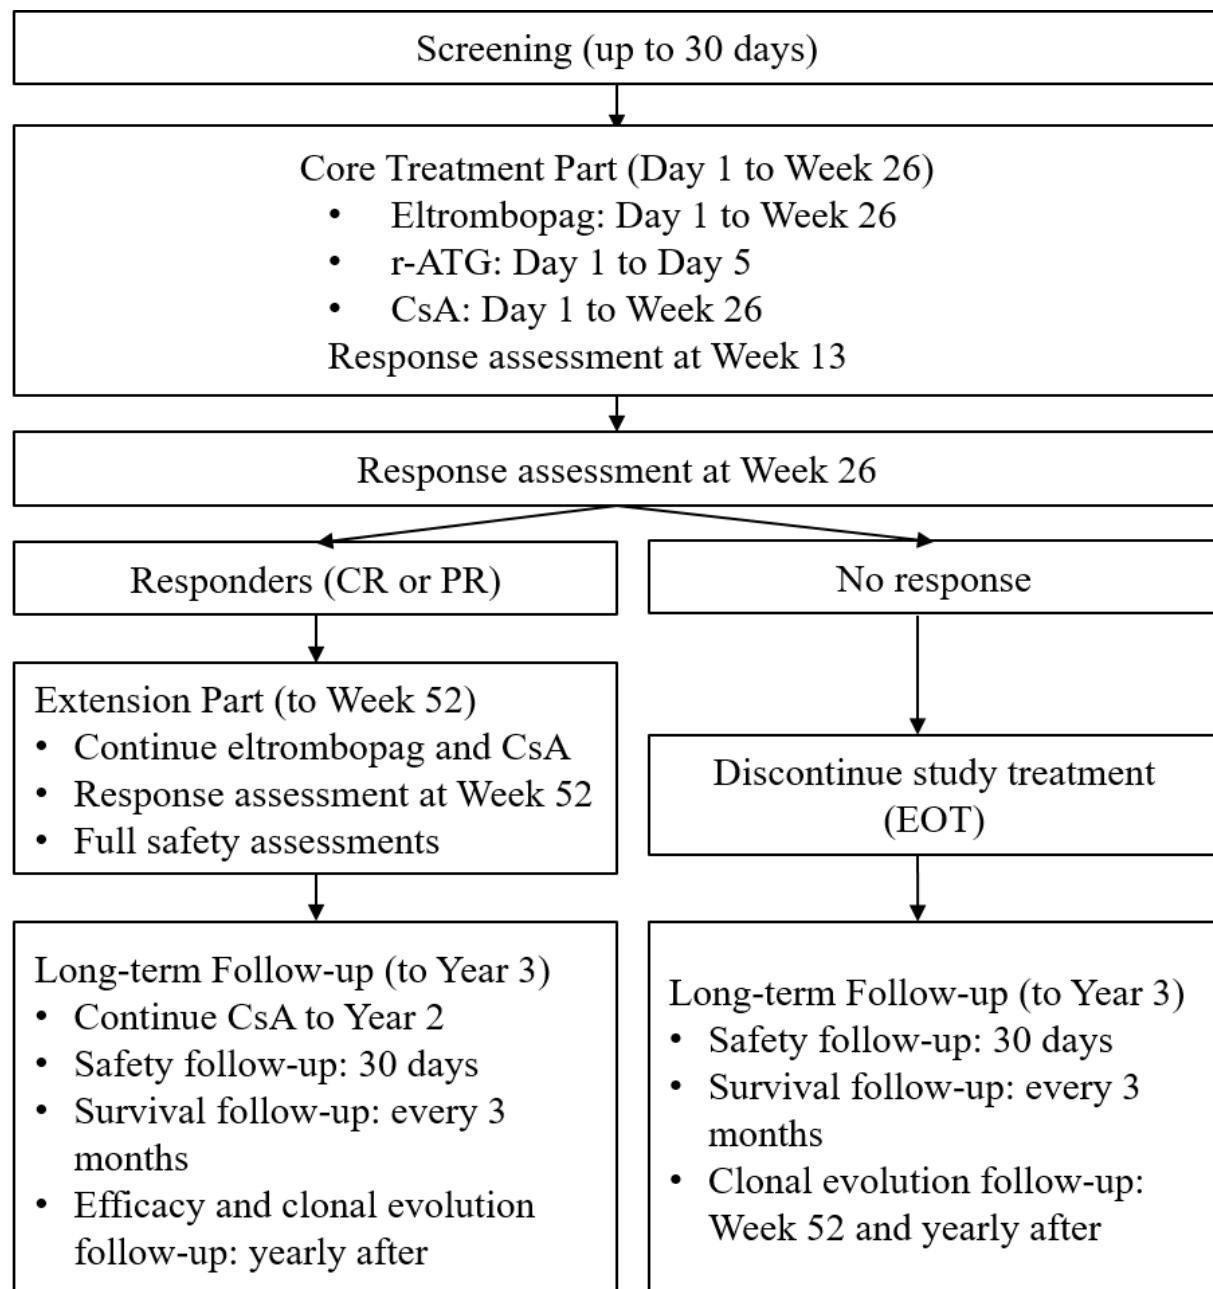 Screening (up to 30 days)
Core Treatment Part (Day 1 to Week 26)
• Eltrombopag: Day 1 to Week 26
• r-ATG: Day 1 to Day 5
• CsA: Day 1 to Week 26
Response assessment at Week 13
Response assessment at Week 26
Responders (CR or PR)
No response
Extension Part (to Week 52)
• Continue eltrombopag and CsA
• Response assessment at Week 52
• Full safety assessments
Discontinue study treatment
(EOT)
Long-term Follow-up (to Year 3)
• Continue CsA to Year 2
• Safety follow-up: 30 days
• Survival follow-up: every 3
months
• Efficacy and clonal evolution
follow-up: yearly after
Long-term Follow-up (to Year 3)
• Safety follow-up: 30 days
• Survival follow-up: every 3
months
• Clonal evolution follow-up:
Week 52 and yearly after